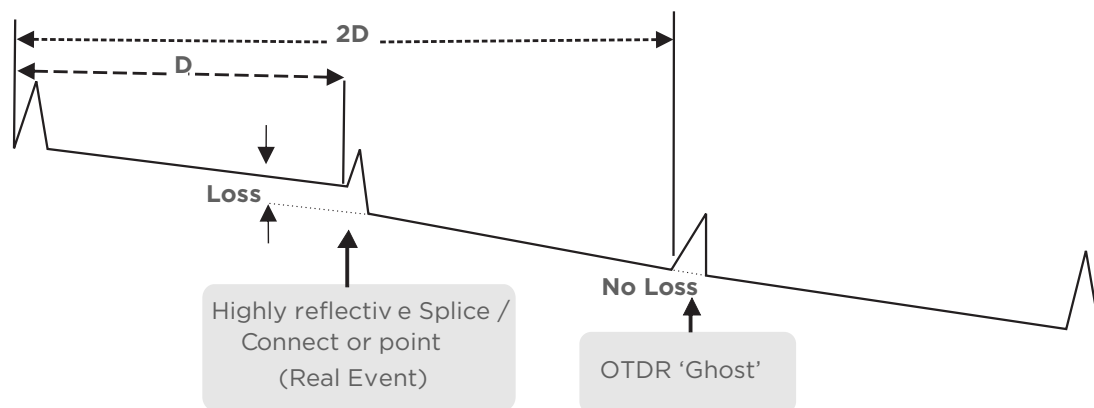 2D
D
Loss
No Loss
Highly reflectiv e Splice /
Connect or point
(Real Event)
OTDR ‘Ghost’